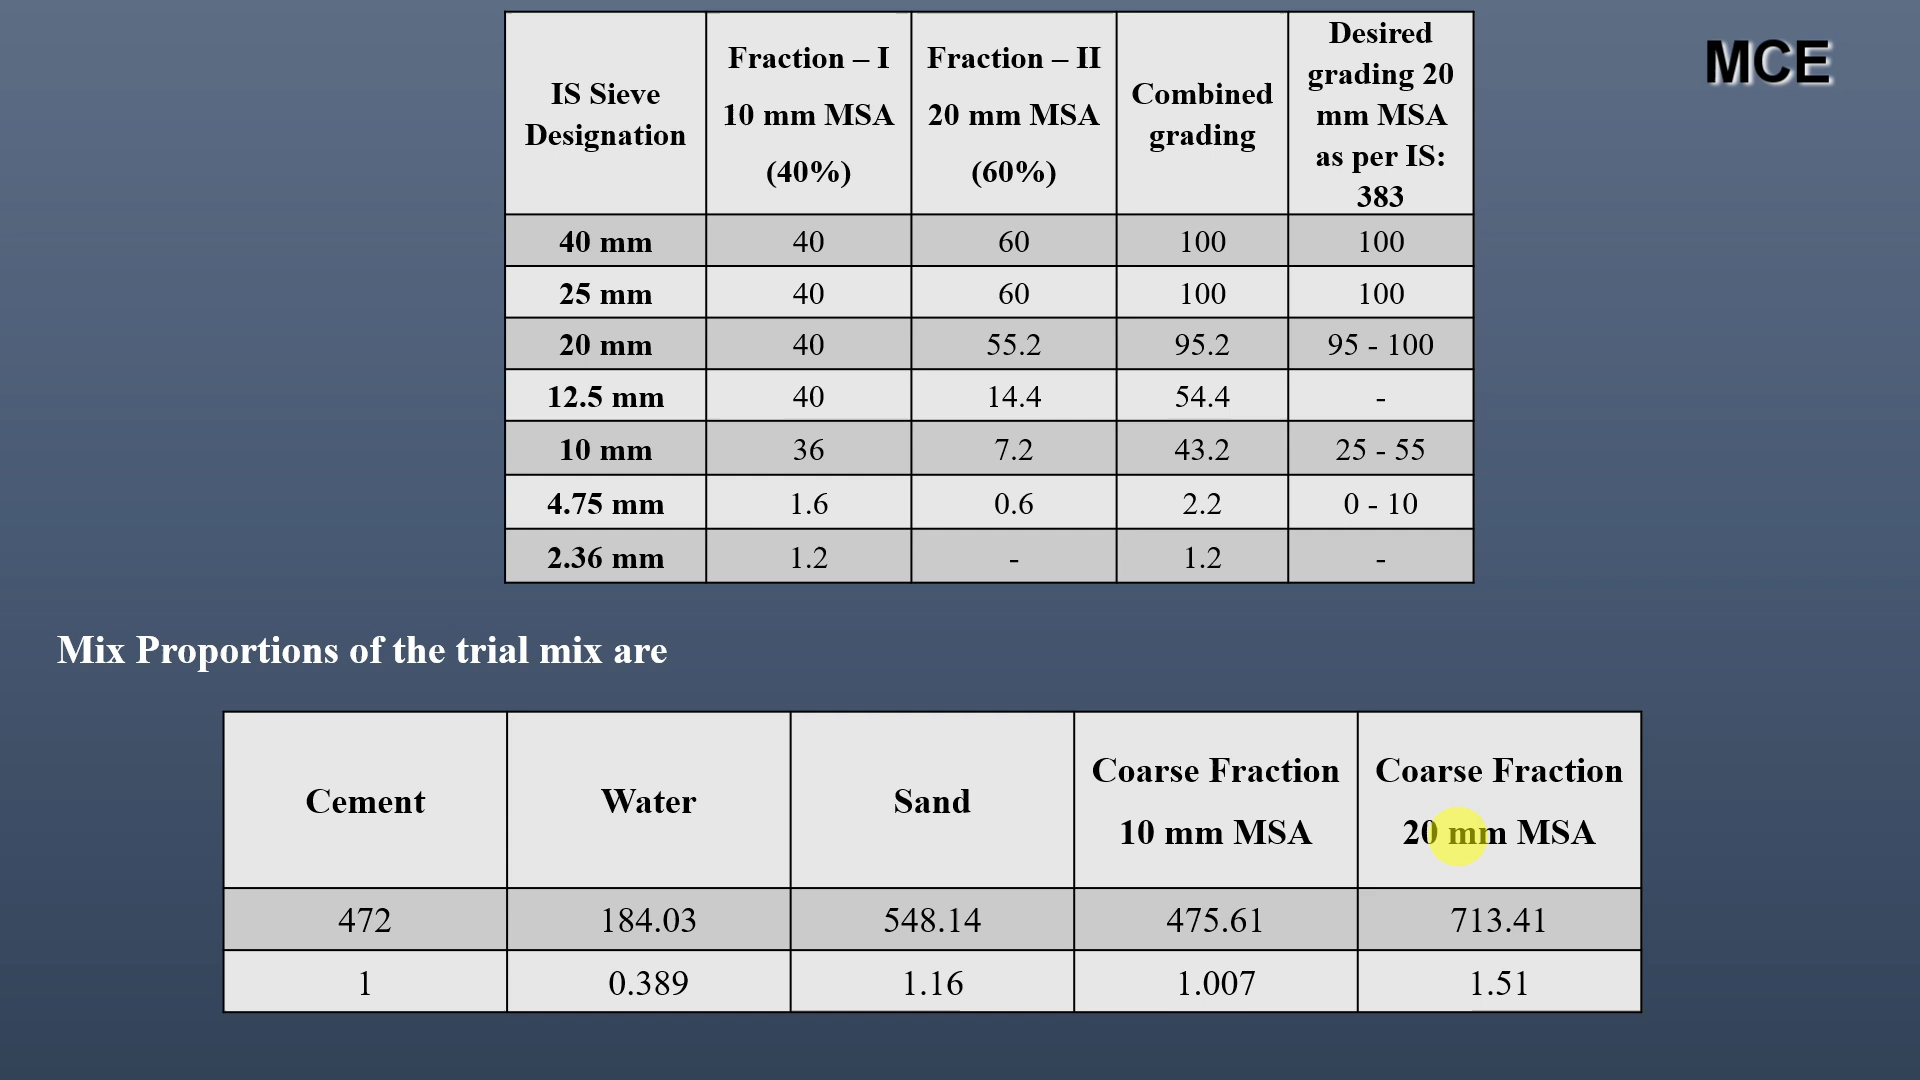 MCE
IS Sieve Designation | Fraction – I 10 mm MSA (40%) | Fraction – II 20 mm MSA (60%) | Combined grading | Desired grading 20 mm MSA as per IS: 383
40 mm | 40 | 60 | 100 | 100
25 mm | 40 | 60 | 100 | 100
20 mm | 40 | 55.2 | 95.2 | 95 - 100
12.5 mm | 40 | 14.4 | 54.4 | -
10 mm | 36 | 7.2 | 43.2 | 25 - 55
4.75 mm | 1.6 | 0.6 | 2.2 | 0 - 10
2.36 mm | 1.2 | - | 1.2 | -
Mix Proportions of the trial mix are
Cement | Water | Sand | Coarse Fraction 10 mm MSA | Coarse Fraction 20 mm MSA
472 | 184.03 | 548.14 | 475.61 | 713.41
1 | 0.389 | 1.16 | 1.007 | 1.51